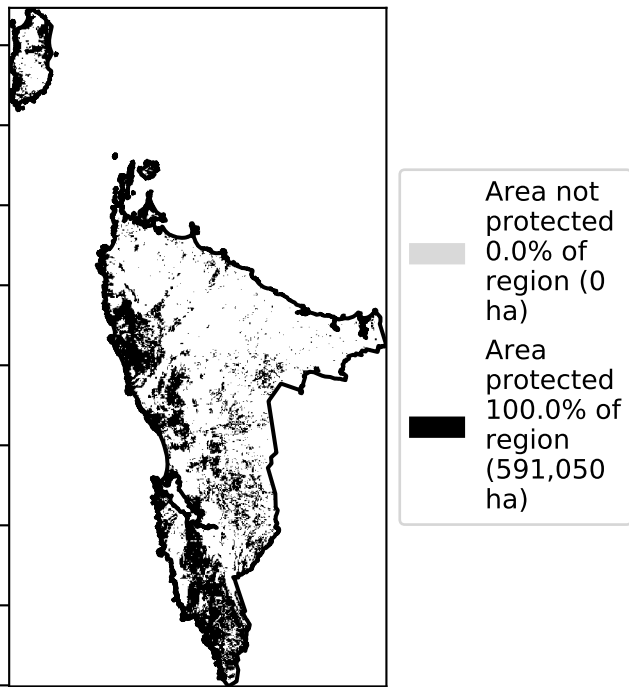 Area not
protected
0.0% of
region (0
ha)
Area
protected
100.0% of
region
(591,050
ha)